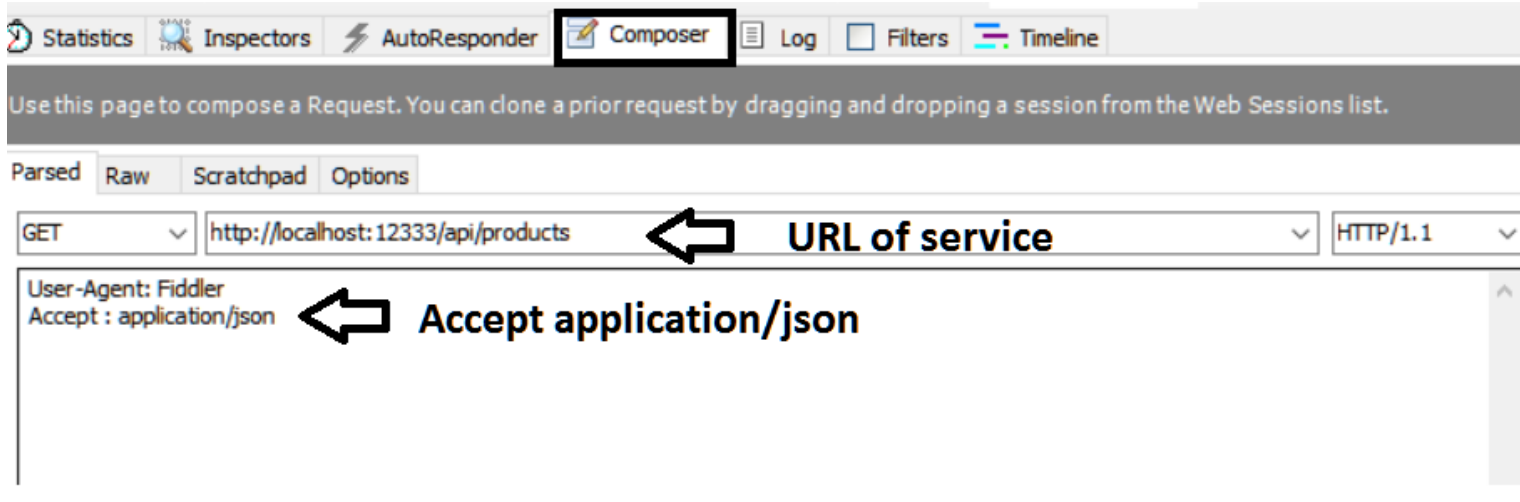 Statistics Inspectors AutoResponder Composer Log Filters Timeline
Use this page to compose a Request. You can clone a prior request by dragging and dropping a session from the Web Sessions list.
Parsed Raw Scratchpad Options
GET http://localhost:12333/api/products URL of service HTTP/1.1
User-Agent: Fiddler
Accept : application/json Accept application/json